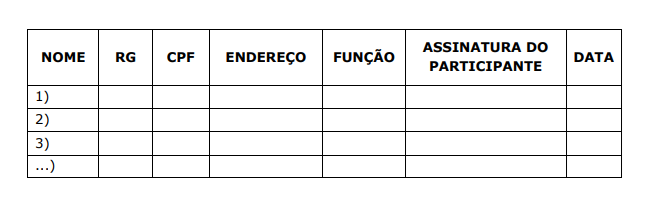 NOME RG CPF ENDEREÇO FUNÇÃO ASSINATURA DO PARTICIPANTE DATA
1)
2)
3)
...)